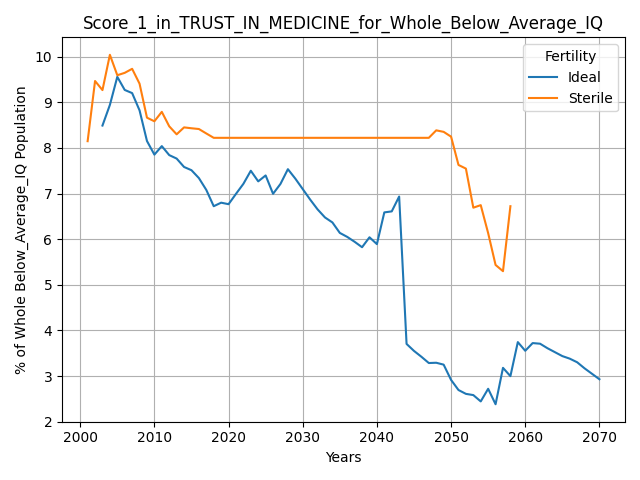 Score_1_in_TRUST_IN_MEDICINE_for_Whole_Below_Average_IQ
% of Whole Below_Average_IQ Population
10
9
8
7
6
5
4
3
2
Fertility
Ideal
Sterile
2000 2010 2020 2030 2040 2050 2060 2070
Years